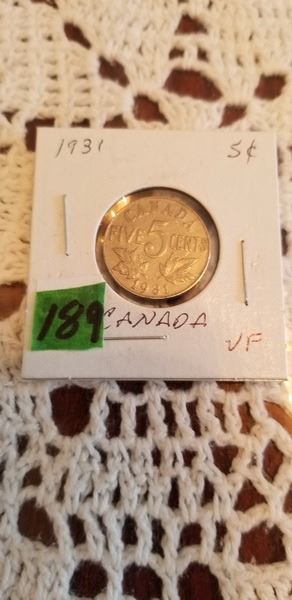 1931 5¢
CANADA
FIVE 5 CENTS
1931
189 CANADA
VF